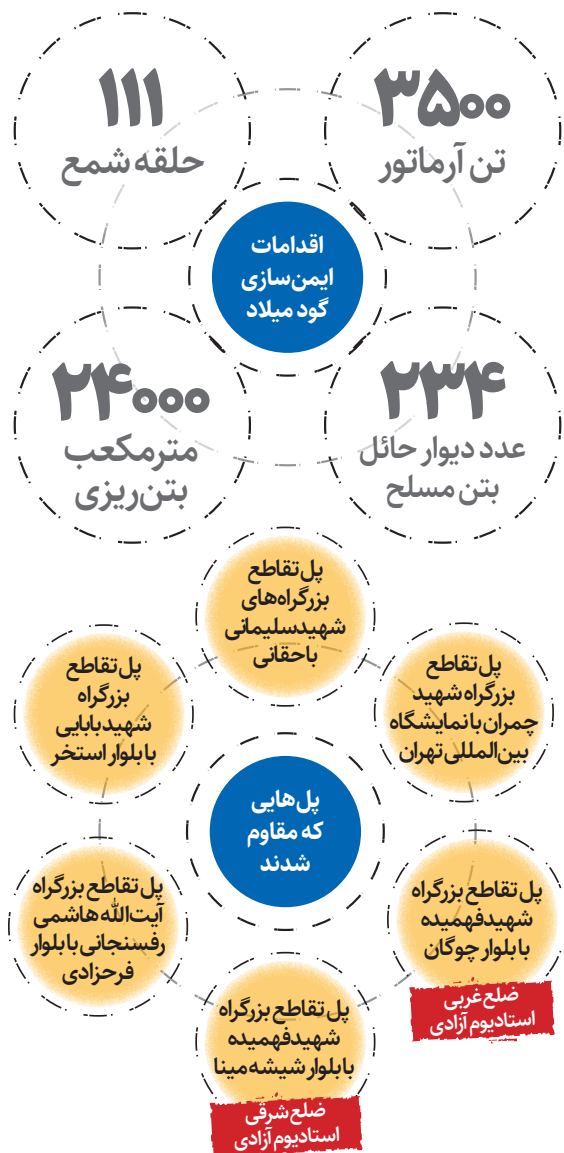 ۳۵۰۰
تن آرماتور
۱۱۱
حلقه شمع
اقدامات
ایمن‌سازی
گود میلاد
۲۳۴
عدد دیوار حائل
بتن مسلح
۲۴۰۰۰
مترمکعب
بتن‌ریزی
پل تقاطع
بزرگراه‌های
شهیدسلیمانی
باحقانی
پل تقاطع
بزرگراه شهید
چمران با نمایشگاه
بین‌المللی تهران
پل تقاطع
بزرگراه
شهید بابایی
با بلوار استخر
پل‌هایی
که مقاوم
شدند
پل تقاطع بزرگراه
شهیدفهمیده
با بلوار چوگان
ضلع غربی
استادیوم آزادی
پل تقاطع بزرگراه
آیت‌الله هاشمی
رفسنجانی با بلوار
فرحزادی
پل تقاطع بزرگراه
شهیدفهمیده
با بلوار شیشه مینا
ضلع شرقی
استادیوم آزادی